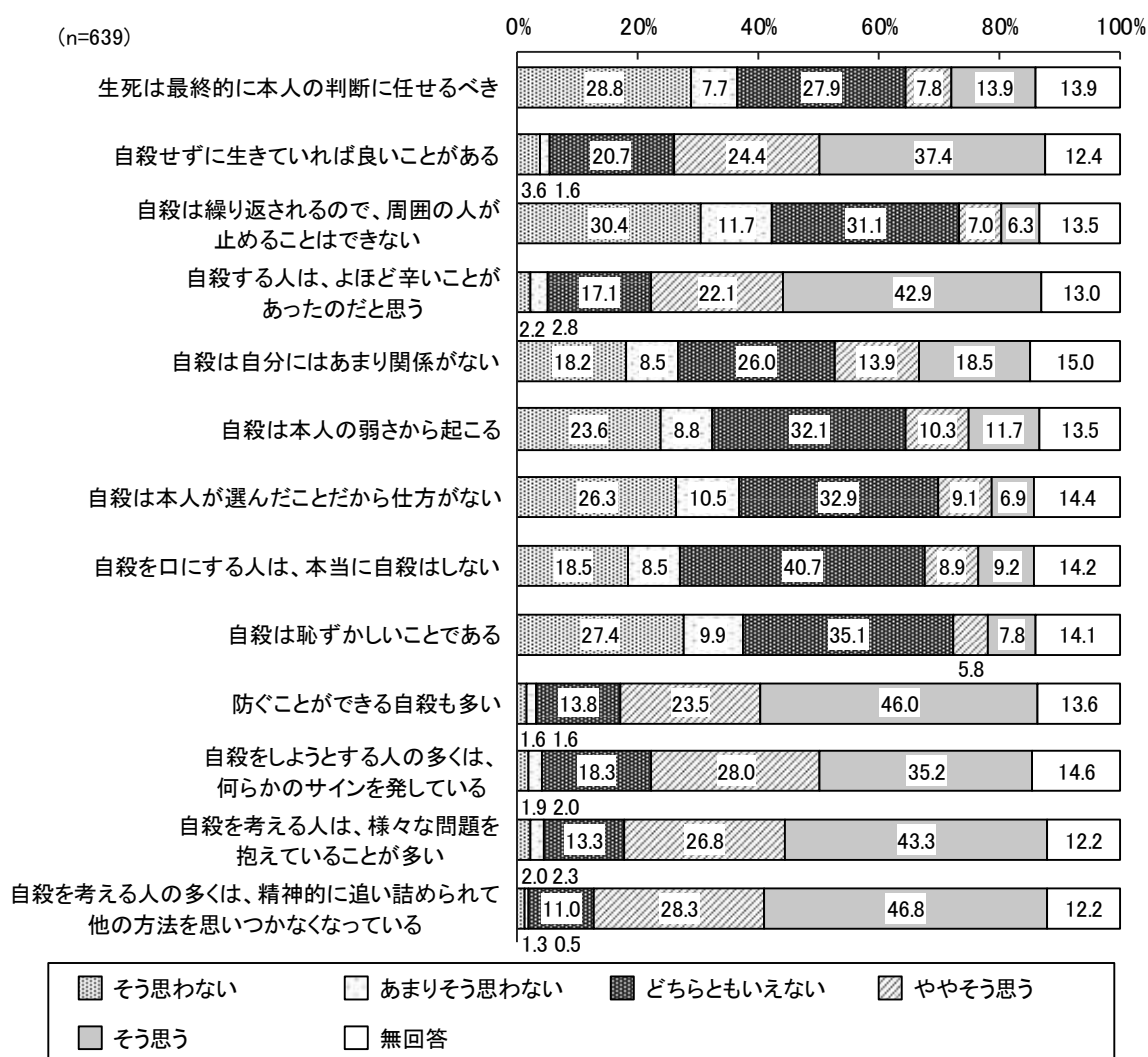 (n=639)
0% 20% 40% 60% 80% 100%
生死は最終的に本人の判断に任せるべき 28.8 7.7 27.9 7.8 13.9 13.9
自殺せずに生きていれば良いことがある 20.7 24.4 37.4 12.4
3.6 1.6
自殺は繰り返されるので、周囲の人が
止めることはできない 30.4 11.7 31.1 7.0 6.3 13.5
自殺する人は、よほど辛いことが
あったのだと思う 17.1 22.1 42.9 13.0
2.2 2.8
自殺は自分にはあまり関係がない 18.2 8.5 26.0 13.9 18.5 15.0
自殺は本人の弱さから起こる 23.6 8.8 32.1 10.3 11.7 13.5
自殺は本人が選んだことだから仕方がない 26.3 10.5 32.9 9.1 6.9 14.4
自殺を口にする人は、本当に自殺はしない 18.5 8.5 40.7 8.9 9.2 14.2
自殺は恥ずかしいことである 27.4 9.9 35.1 7.8 14.1
5.8
防ぐことができる自殺も多い 13.8 23.5 46.0 13.6
1.6 1.6
自殺をしようとする人の多くは、
何らかのサインを発している 18.3 28.0 35.2 14.6
1.9 2.0
自殺を考える人は、様々な問題を
抱えていることが多い 13.3 26.8 43.3 12.2
2.0 2.3
自殺を考える人の多くは、精神的に追い詰められて
他の方法を思いつかなくなっている 11.0 28.3 46.8 12.2
1.3 0.5
そう思わない あまりそう思わない どちらともいえない ややそう思う
そう思う 無回答